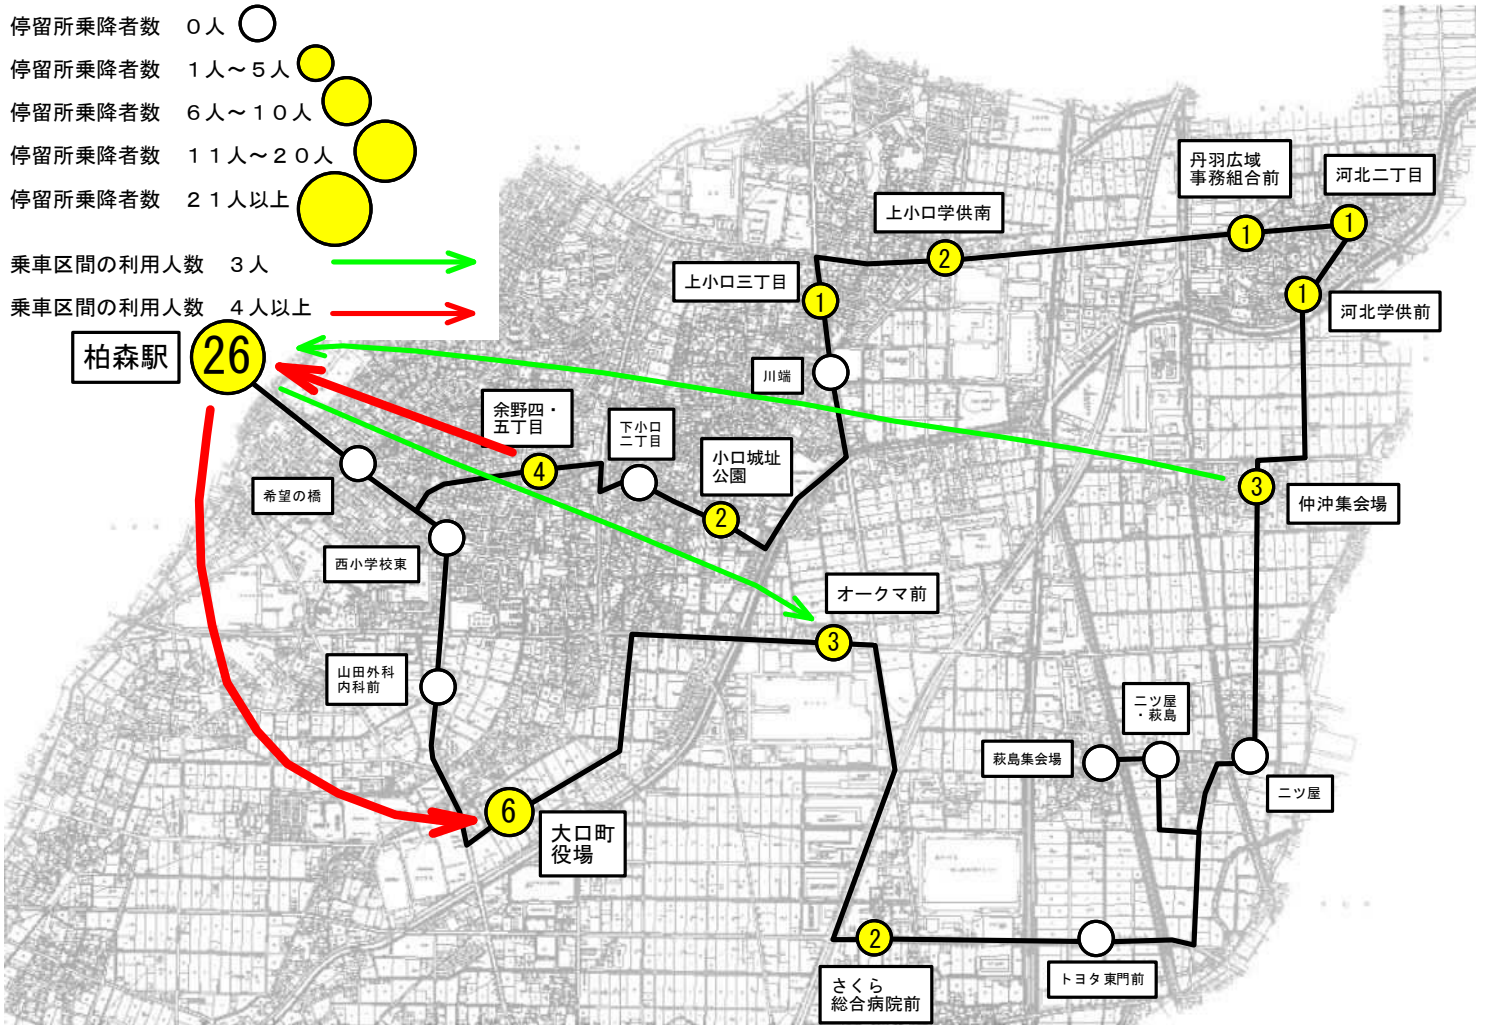 停留所乗降者数 0人
停留所乗降者数 1人~5人
停留所乗降者数 6人~10人
停留所乗降者数 11人~20人
停留所乗降者数 21人以上
乗車区間の利用人数 3人
乗車区間の利用人数 4人以上
柏森駅
26
希望の橋
西小学校東
山田外科
内科前
余野四・
五丁目
4
下小口
二丁目
小口城址
公園
2
川端
上小口三丁目
1
上小口学供南
2
丹羽広域
事務組合前
1
河北二丁目
1
河北学供前
1
仲沖集会場
3
オークマ前
3
大口町
役場
6
さくら
総合病院前
2
トヨタ東門前
萩島集会場
二ツ屋
・萩島
二ツ屋